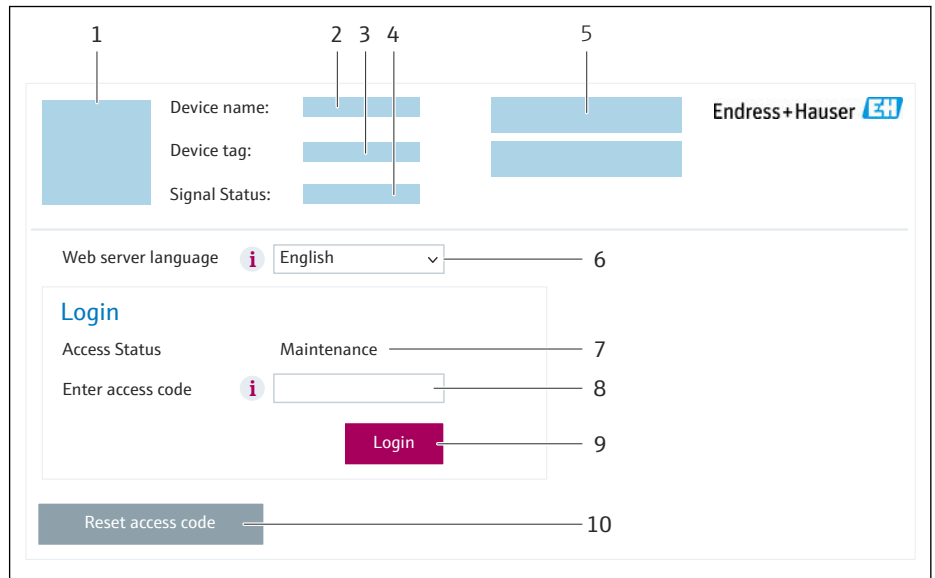 1 2 3 4 5
Device name:
Endress+Hauser EH
Device tag:
Signal Status:
Web server language i English 6
Login
Access Status Maintenance 7
Enter access code i 8
Login 9
Reset access code 10